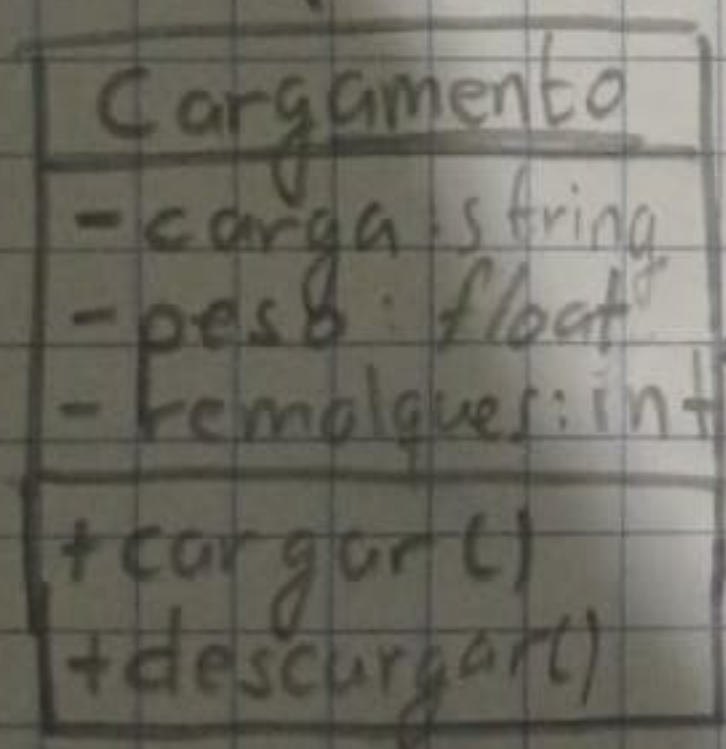 Cargamento
- carga : string
- peso : float
- remolques : int
+ cargar ()
+ descargar ()